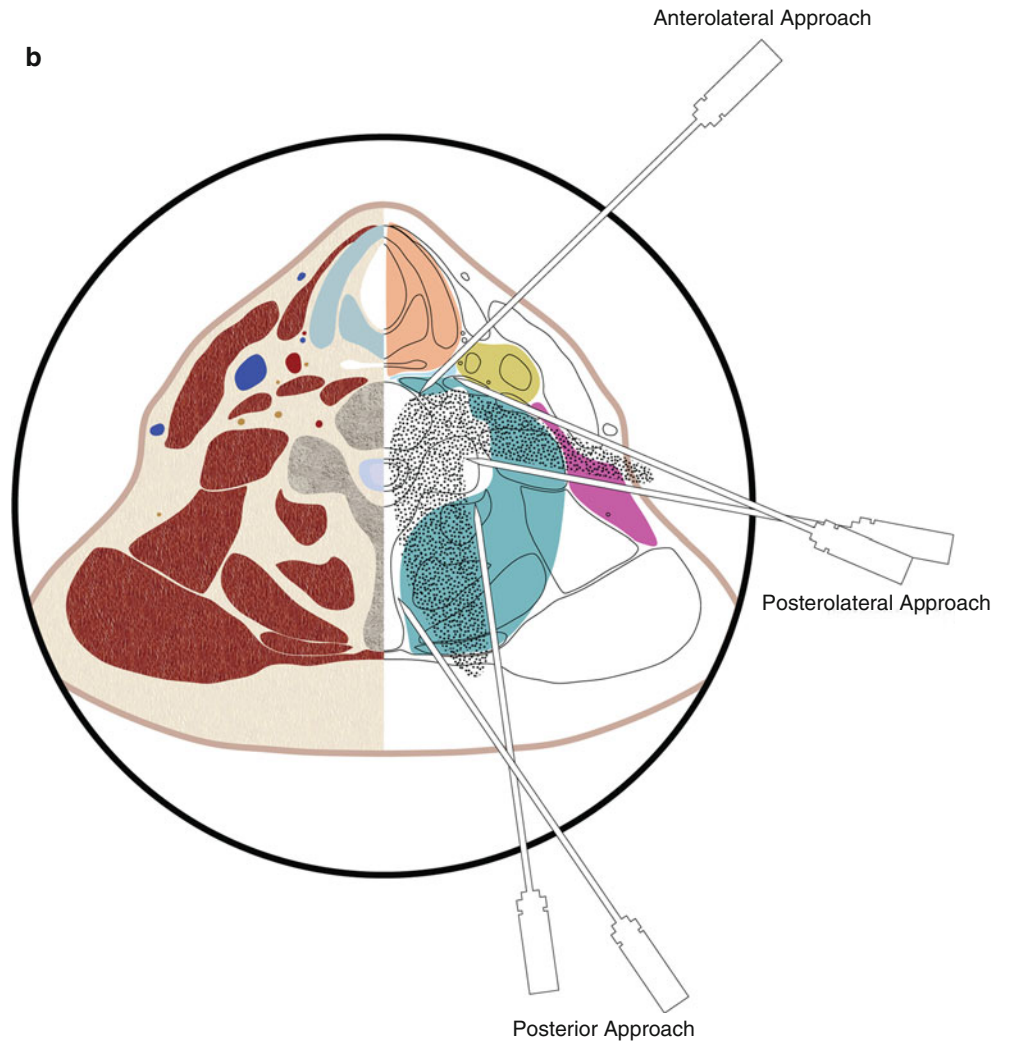 Anterolateral Approach
b
Posterolateral Approach
Posterior Approach